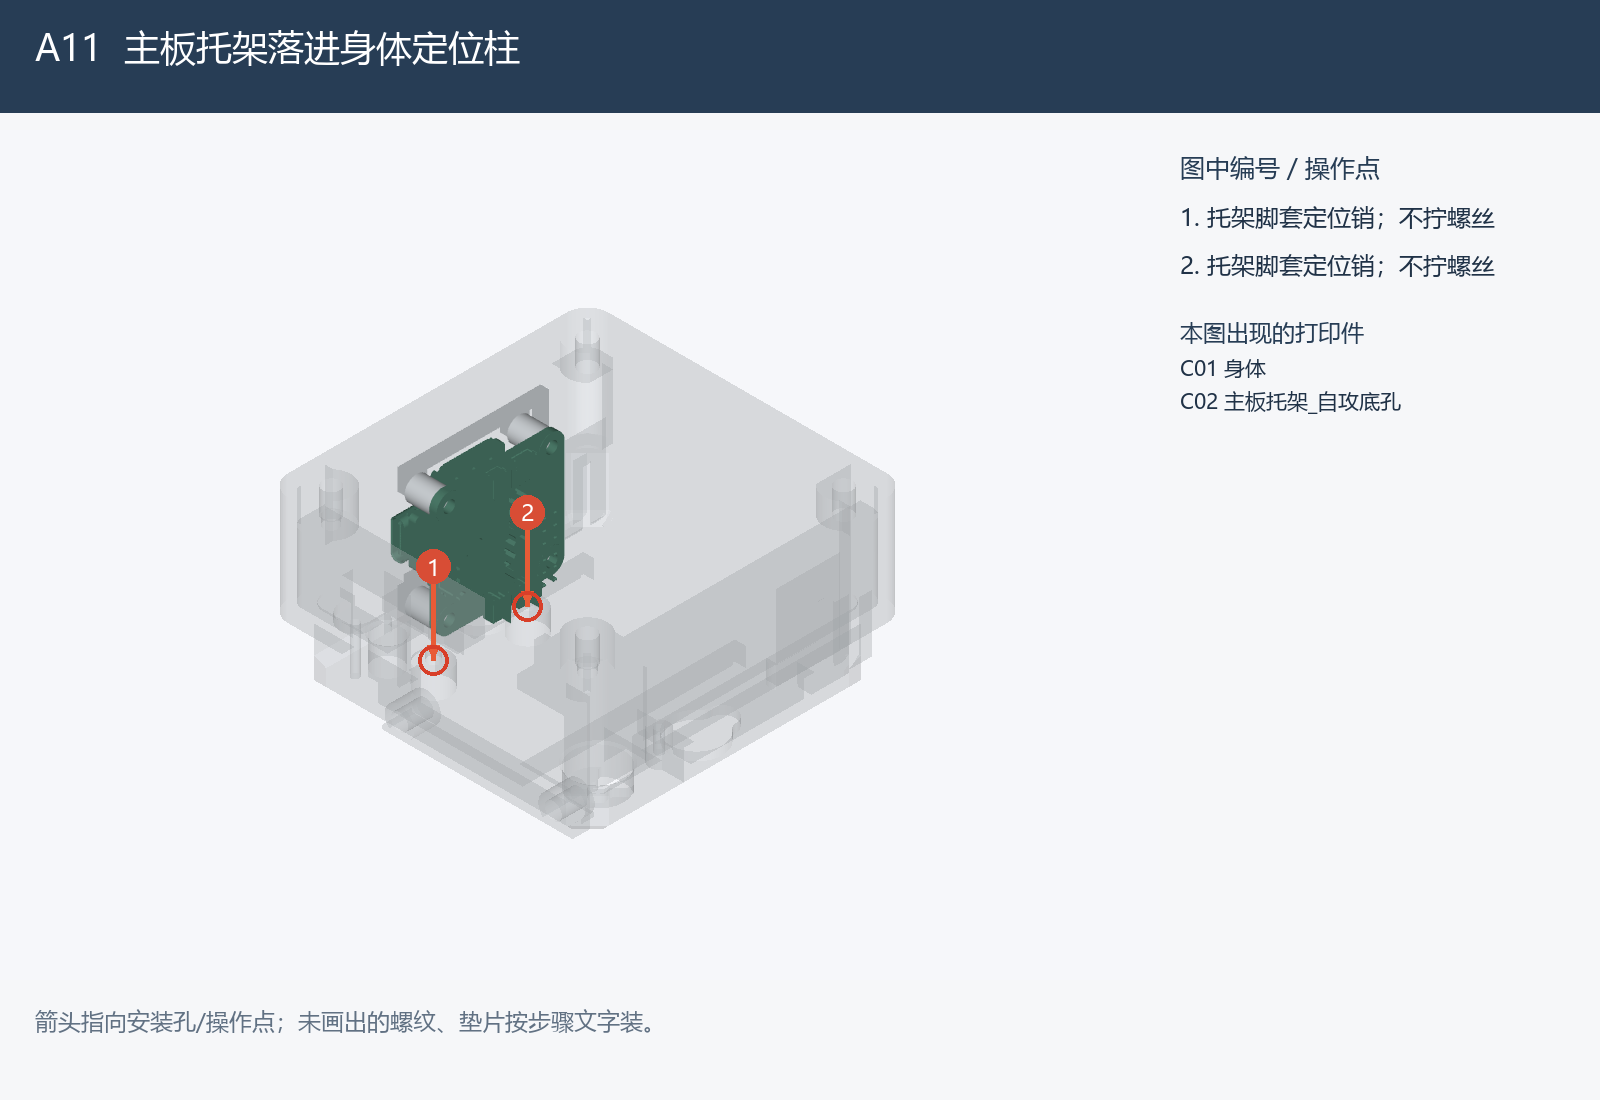 A11 主板托架落进身体定位柱
图中编号 / 操作点
1. 托架脚套定位销；不拧螺丝
2. 托架脚套定位销；不拧螺丝
本图出现的打印件
C01 身体
C02 主板托架_自攻底孔
2
1
箭头指向安装孔/操作点；未画出的螺纹、垫片按步骤文字装。